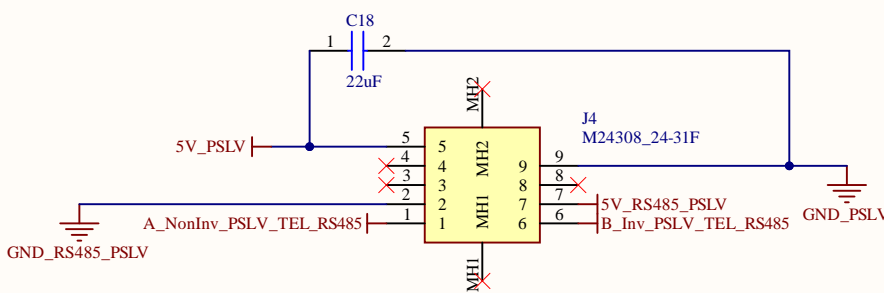 C18
1
2
22uF
MH2
J4
M24308_24-31F
5V_PSLV
5
5
MH2
4
4
9
9
3
3
8
8
2
2
MH1
7
7
5V_RS485_PSLV
1
1
6
6
B_Inv_PSLV_TEL_RS485
A_NonInv_PSLV_TEL_RS485
GND_RS485_PSLV
GND_PSLV
MH1